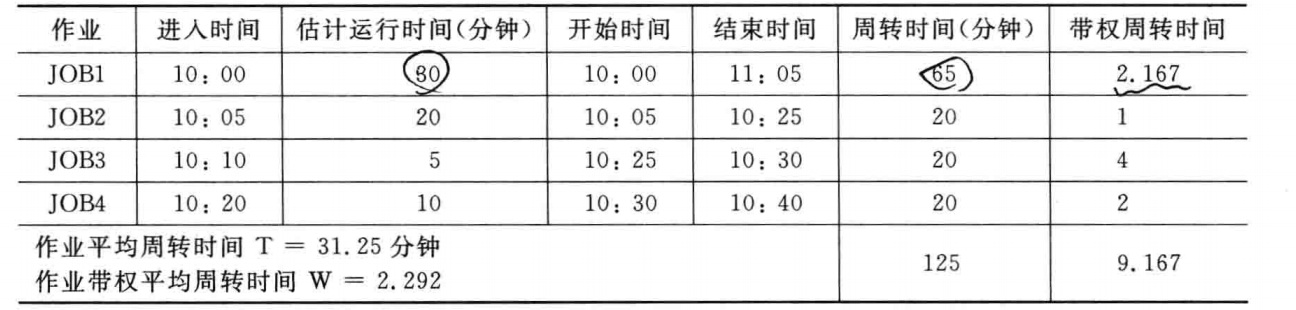 作业 进入时间 估计运行时间(分钟) 开始时间 结束时间 周转时间(分钟) 带权周转时间
JOB1 10：00 30 10：00 11：05 65 2.167
JOB2 10：05 20 10：05 10：25 20 1
JOB3 10：10 5 10：25 10：30 20 4
JOB4 10：20 10 10：30 10：40 20 2
作业平均周转时间 T = 31.25 分钟
作业带权平均周转时间 W = 2.292
125 9.167